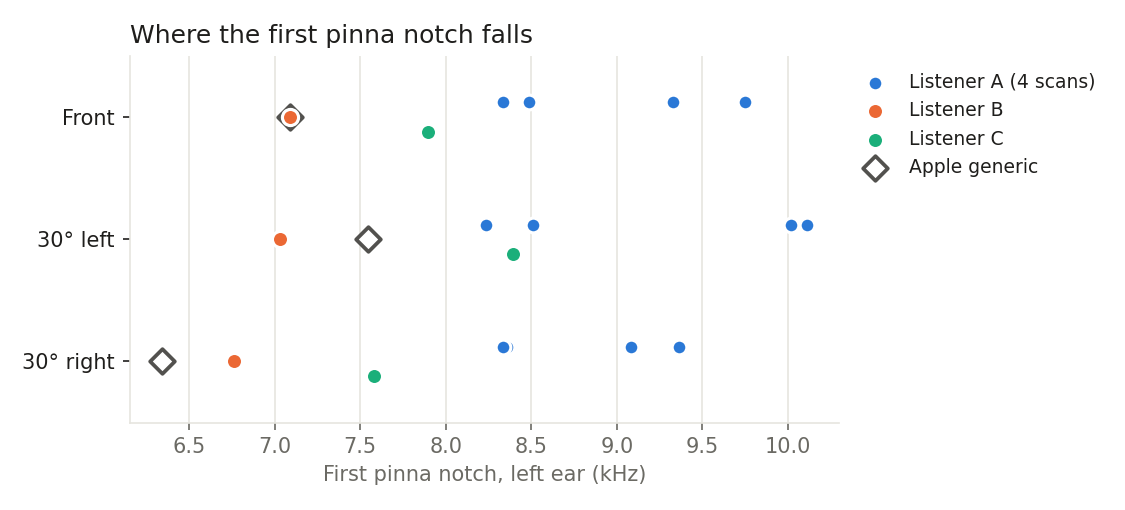 Where the first pinna notch falls
Listener A (4 scans)
Listener B
Listener C
Apple generic
Front
30° left
30° right
6.5 7.0 7.5 8.0 8.5 9.0 9.5 10.0
First pinna notch, left ear (kHz)